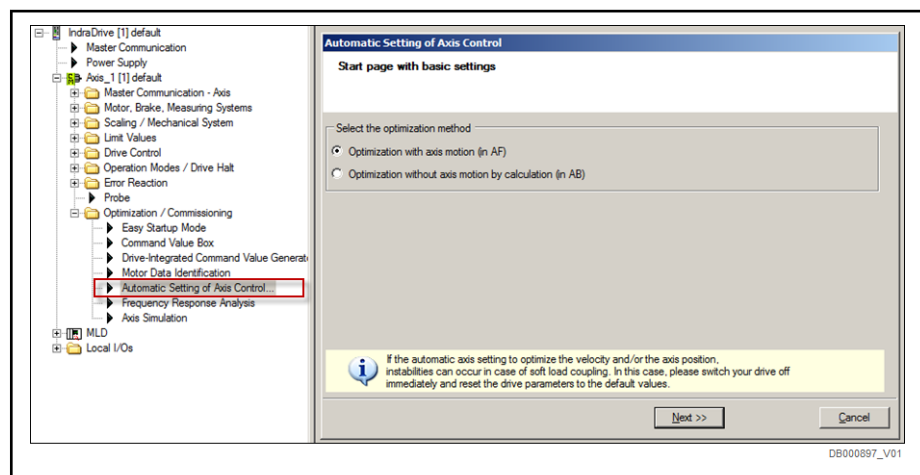 IndraDrive [1] default
Master Communication
Power Supply
Axis_1 [1] default
Master Communication - Axis
Motor, Brake, Measuring Systems
Scaling / Mechanical System
Limit Values
Drive Control
Operation Modes / Drive Halt
Error Reaction
Probe
Optimization / Commissioning
Easy Startup Mode
Command Value Box
Drive-Integrated Command Value Generat
Motor Data Identification
Automatic Setting of Axis Control...
Frequency Response Analysis
Axis Simulation
MLD
Local I/Os
Automatic Setting of Axis Control
Start page with basic settings
Select the optimization method
Optimization with axis motion (in AF)
Optimization without axis motion by calculation (in AB)
If the automatic axis setting to optimize the velocity and/or the axis position,
instabilities can occur in case of soft load coupling. In this case, please switch your drive off
immediately and reset the drive parameters to the default values.
Next >>
Cancel
DB000897_V01